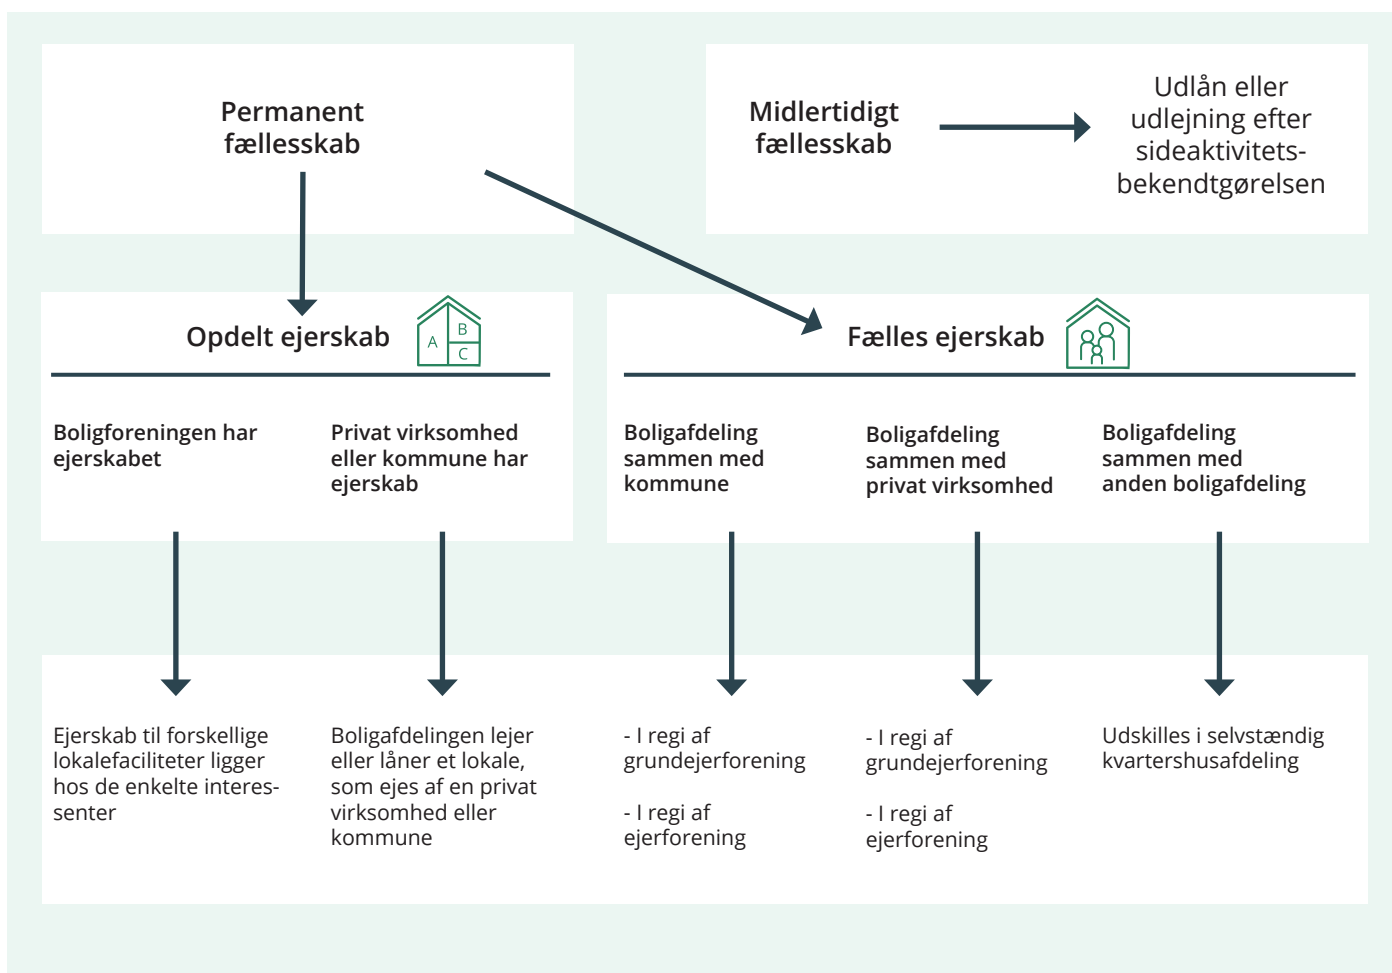 Permanent
fællesskab
Midlertidigt
fællesskab
Udlån eller
udlejning efter
sideaktivitets-
bekendtgørelsen
Opdelt ejerskab
A
B
C
Fælles ejerskab
Boligforeningen har
ejerskabet
Privat virksomhed
eller kommune har
ejerskab
Boligafdeling
sammen med
kommune
Boligafdeling
sammen med
privat virksomhed
Boligafdeling
sammen med
anden boligafdeling
Ejerskab til forskellige
lokalefaciliteter ligger
hos de enkelte interes-
senter
Boligafdelingen lejer
eller låner et lokale,
som ejes af en privat
virksomhed eller
kommune
- I regi af
grundejerforening
- I regi af
ejerforening
- I regi af
grundejerforening
- I regi af
ejerforening
Udskilles i selvstændig
kvartershusafdeling